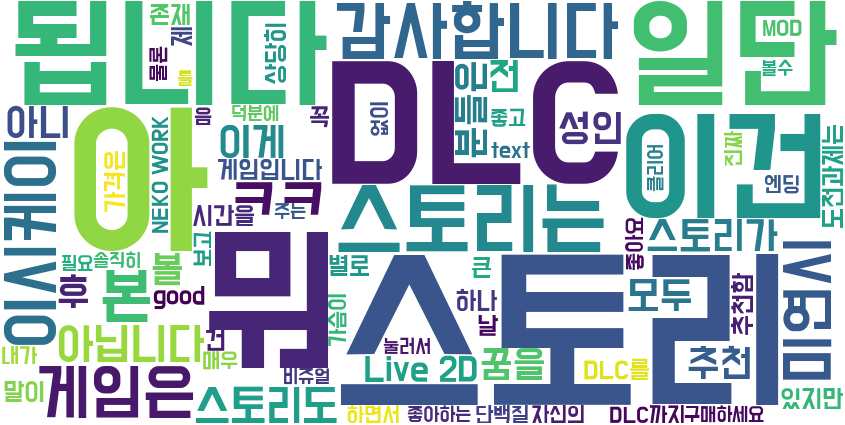 됩니다
감사합니다
일단
존재
제
물론
들
상당히
MOD
볼수
아니
음
덕분에
꼭
없이
DLC
받들은
전
좋고
text
성인
이건
클리어
진짜
엔딩
도전과제는
이시케이
아
가격은
NEKO WORK
이게
게임입니다
ㅋㅋ
시간을
주는
스토리는
좋아요
스토리가
미연시
필요
솔직히
보고
볼
후
본
good
뭐
별로
가슴이
스토리
큰
하나
날
모두
추천함
내가
아닙니다
건
매우
눌러서
Live 2D
꿈을
DLC를
추천
말이
게임은
비쥬얼
스토리도
하면서
좋아하는
단백질
자신의
DLC까지구매하세요
있지만